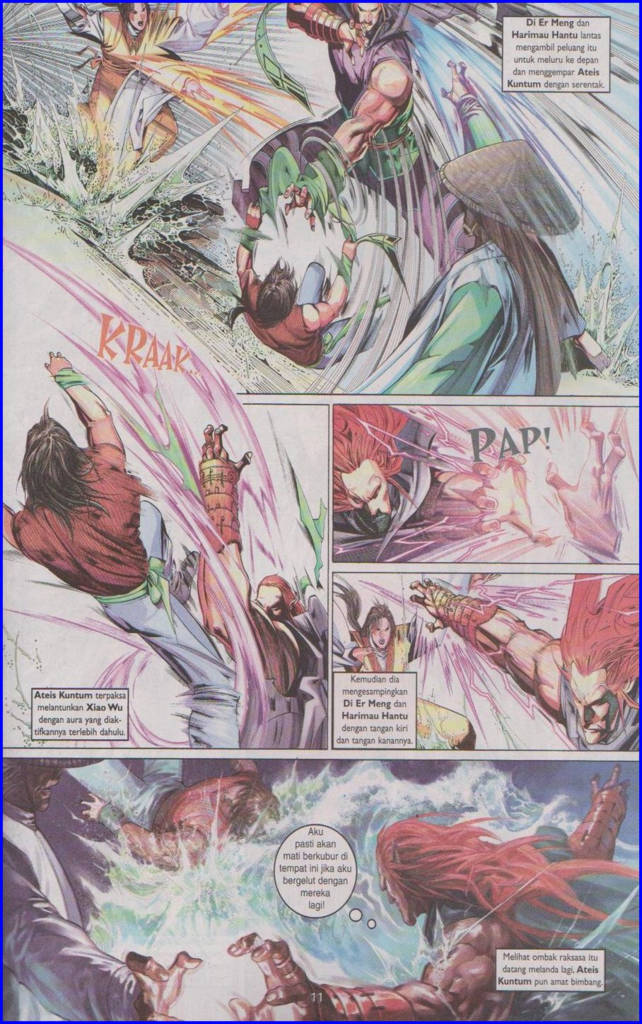 Di Er Meng dan
Harimau Hantu lantas
mengambil peluang itu
untuk meluru ke depan
dan menggempar Ateis
Kuntum dengan serentak.
KRAAK...
PAP!
Ateis Kuntum terpaksa
melantunkan Xiao Wu
dengan aura yang diak-
tifkannya terlebih dahulu.
Kemudian dia
mengesampingkan
Di Er Meng dan
Harimau Hantu
dengan tangan kiri
dan tangan kanannya.
Aku
pasti akan
mati berkubur di
tempat ini jika aku
bergelut dengan
mereka
lagi!
Melihat ombak raksasa itu
datang melanda lagi, Ateis
Kuntum pun amat bimbang.
11